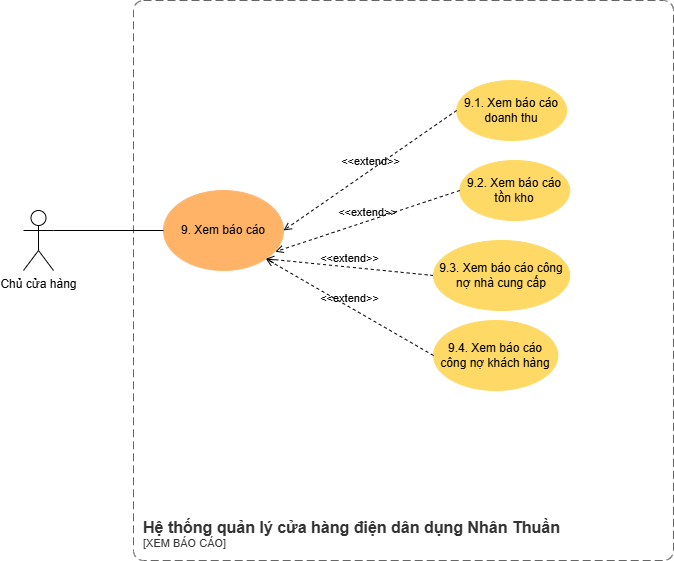 9.1. Xem báo cáo
doanh thu
<<extend>>
9.2. Xem báo cáo
tồn kho
<<extend>>
9. Xem báo cáo
<<extend>>
9.3. Xem báo cáo công
nợ nhà cung cấp
Chủ cửa hàng
<<extend>>
9.4. Xem báo cáo
công nợ khách hàng
Hệ thống quản lý cửa hàng điện dân dụng Nhân Thuẩn
[XEM BÁO CÁO]